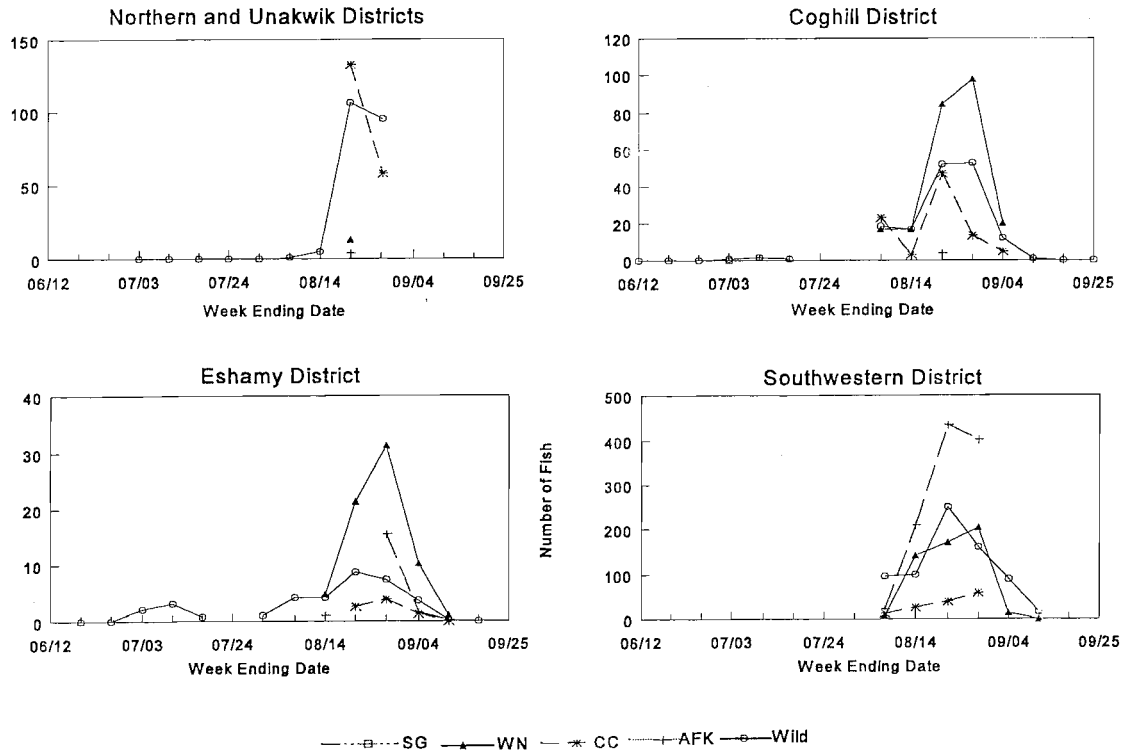 Northern and Unakwik Districts
150
100
50
0
06/12 07/03 07/24 08/14 09/04 09/25
Week Ending Date
Coghill District
120
100
80
60
40
20
0
06/12 07/03 07/24 08/14 09/04 09/25
Week Ending Date
Eshamy District
40
30
20
10
0
06/12 07/03 07/24 08/14 09/04 09/25
Week Ending Date
Southwestern District
Number of Fish
500
400
300
200
100
0
06/12 07/03 07/24 08/14 09/04 09/25
Week Ending Date
SG WN CC AFK Wild